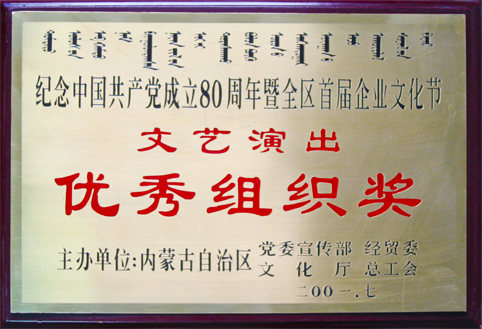 纪念中国共产党成立80周年暨全区首届企业文化节
文艺演出
优秀组织奖
主办单位:内蒙古自治区 党委宣传部 经贸委
文化厅 总工会
二00一.七